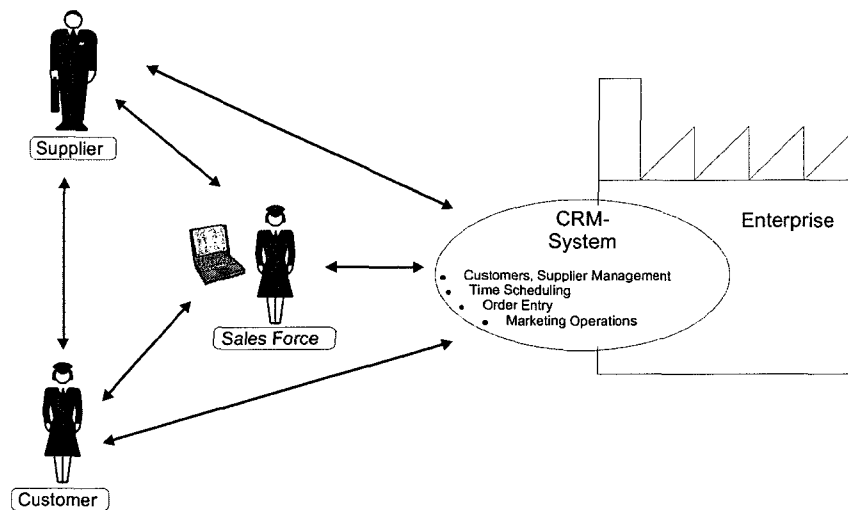 Supplier
CRM-
System
Enterprise
• Customers, Supplier Management
• Time Scheduling
• Order Entry
• Marketing Operations
Sales Force
Customer